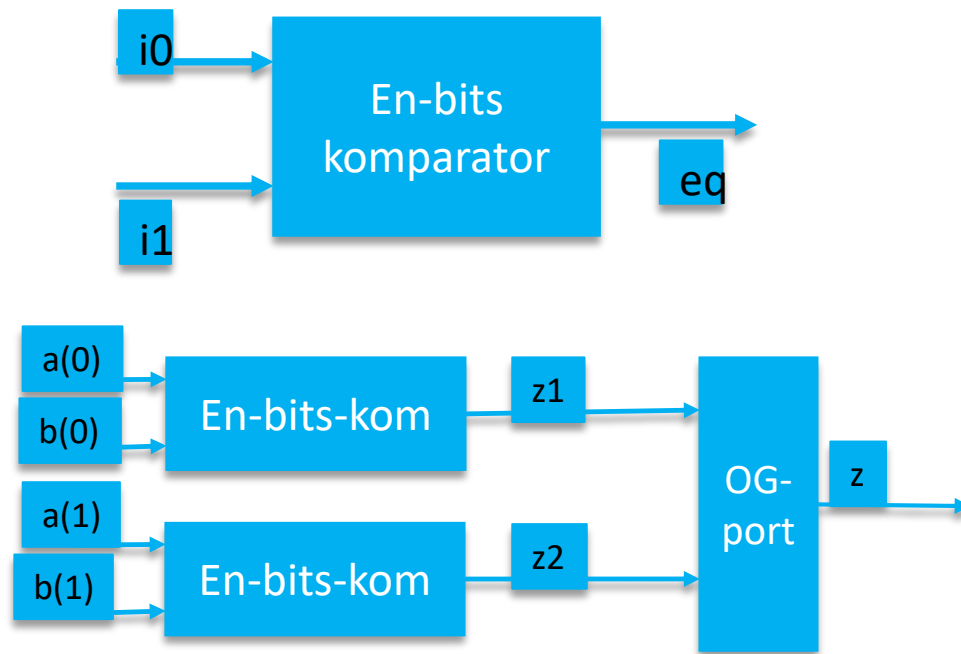 i0
En-bits
komparator
eq
i1
a(0)
b(0)
En-bits-kom
z1
a(1)
b(1)
En-bits-kom
z2
OG-
port
z